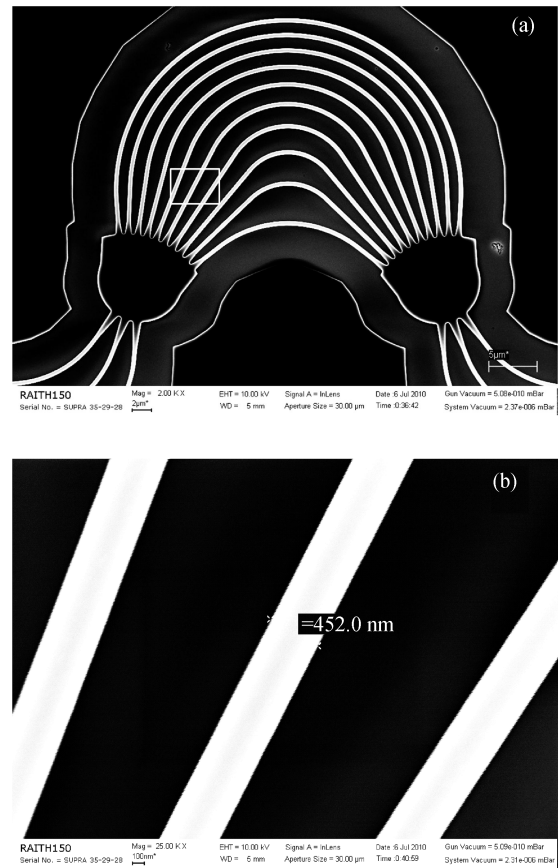 (a)
5μm*
RAITH150 Mag = 2.00 K X EHT = 10.00 kV Signal A = InLens Date :6 Jul 2010 Gun Vacuum = 5.08e-010 mBar
Serial No. = SUPRA 35-29-28 2μm* WD = 5 mm Aperture Size = 30.00 μm Time :0:36:42 System Vacuum = 2.37e-006 mBar
(b)
=452.0 nm
RAITH150 Mag = 25.00 K X EHT = 10.00 kV Signal A = InLens Date :6 Jul 2010 Gun Vacuum = 5.09e-010 mBar
Serial No. = SUPRA 35-29-28 100nm* WD = 5 mm Aperture Size = 30.00 μm Time :0:40:59 System Vacuum = 2.31e-006 mBar